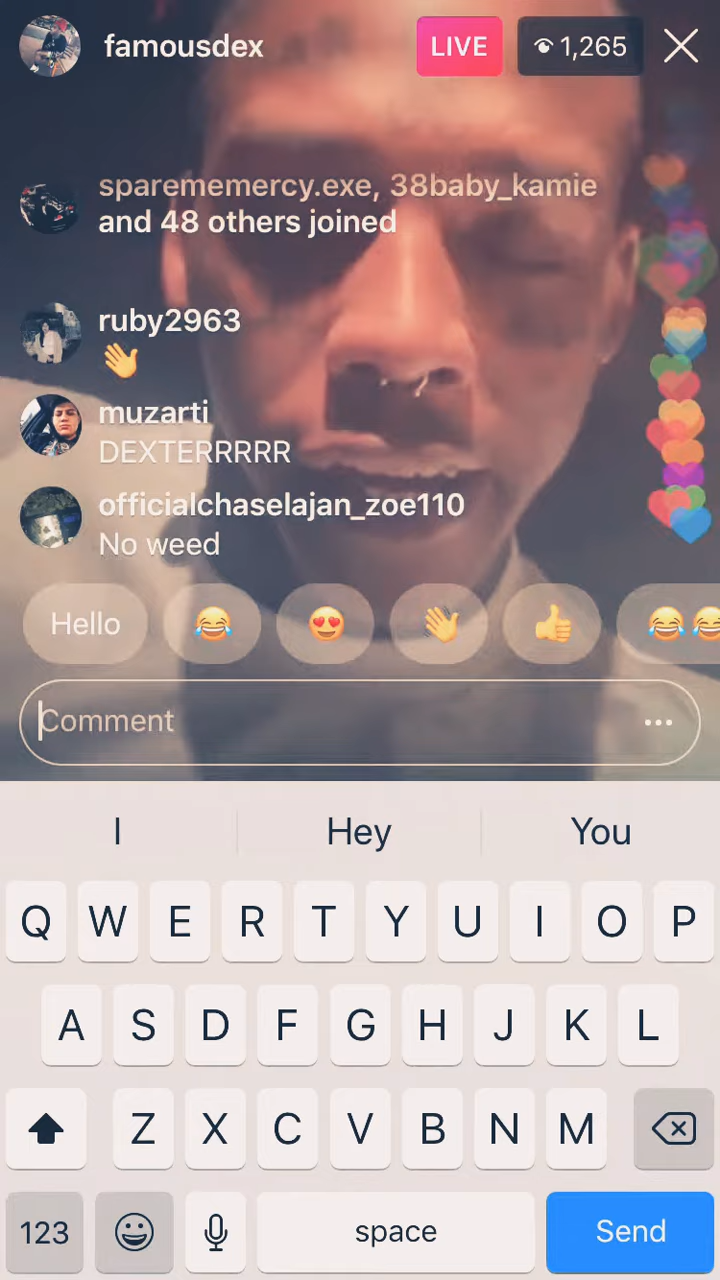 famousdex
LIVE
1,265
sparememercy.exe, 38baby_kamie
and 48 others joined
ruby2963
👋
muzarti
DEXTERRRRR
officialchaselajan_zoe110
No weed
Hello 😂 😍 👋 👍 😂😂
Comment
I Hey You
Q W E R T Y U I O P
A S D F G H J K L
Z X C V B N M
123 space Send